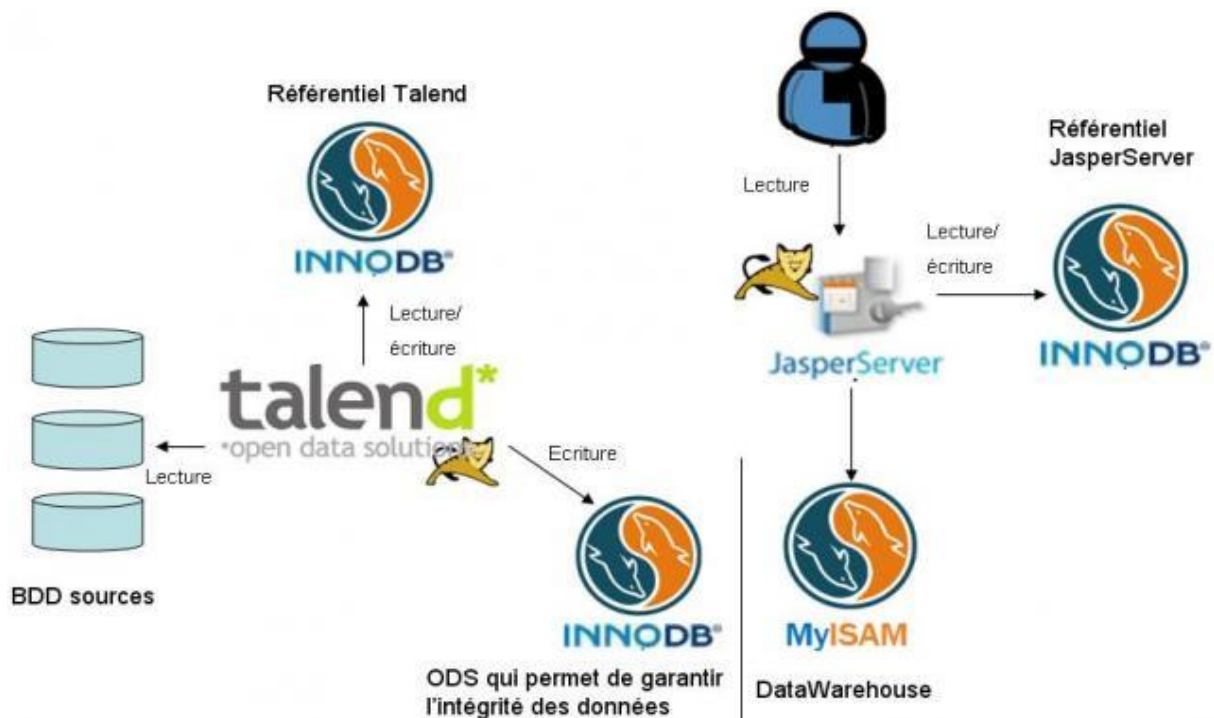 Référentiel Talend
INNODB®
Lecture/
écriture
talend*
•open data solutions
Lecture
BDD sources
Ecriture
INNODB®
ODS qui permet de garantir
l'intégrité des données
Lecture
JasperServer
Lecture/
écriture
Référentiel
JasperServer
INNODB®
MyISAM
DataWarehouse